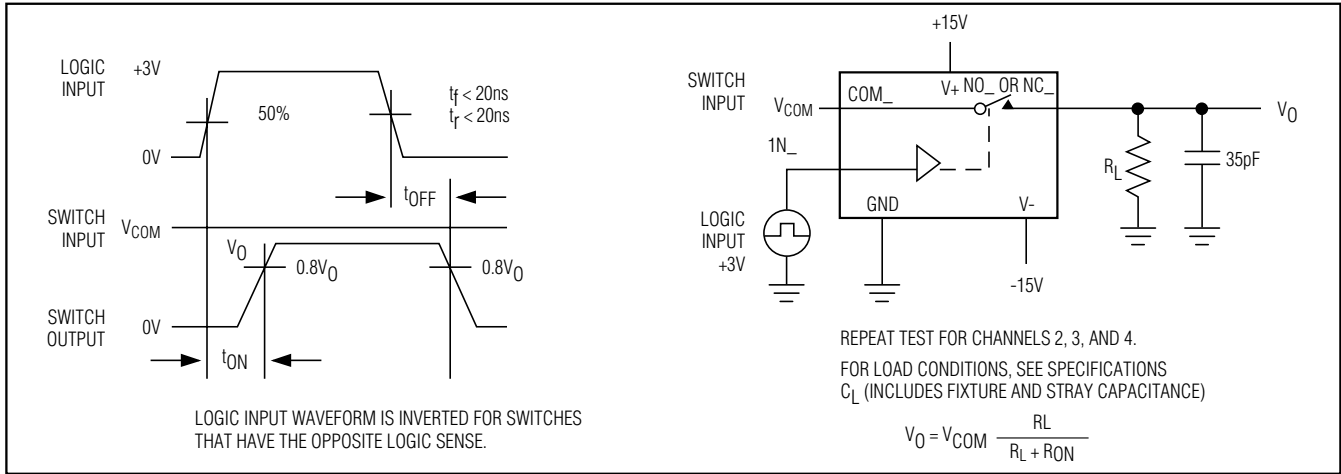 LOGIC
INPUT
+3V
0V
50%
tf < 20ns
tr < 20ns
tOFF
SWITCH
INPUT
VCOM
VO
0.8VO
0.8VO
SWITCH
OUTPUT
0V
tON
LOGIC INPUT WAVEFORM IS INVERTED FOR SWITCHES
THAT HAVE THE OPPOSITE LOGIC SENSE.
+15V
SWITCH
INPUT
VCOM
COM_
V+
NO_ OR NC_
VO
1N_
RL
35pF
GND
V-
LOGIC
INPUT
+3V
-15V
REPEAT TEST FOR CHANNELS 2, 3, AND 4.
FOR LOAD CONDITIONS, SEE SPECIFICATIONS
CL (INCLUDES FIXTURE AND STRAY CAPACITANCE)
VO = VCOM
RL
RL + RON